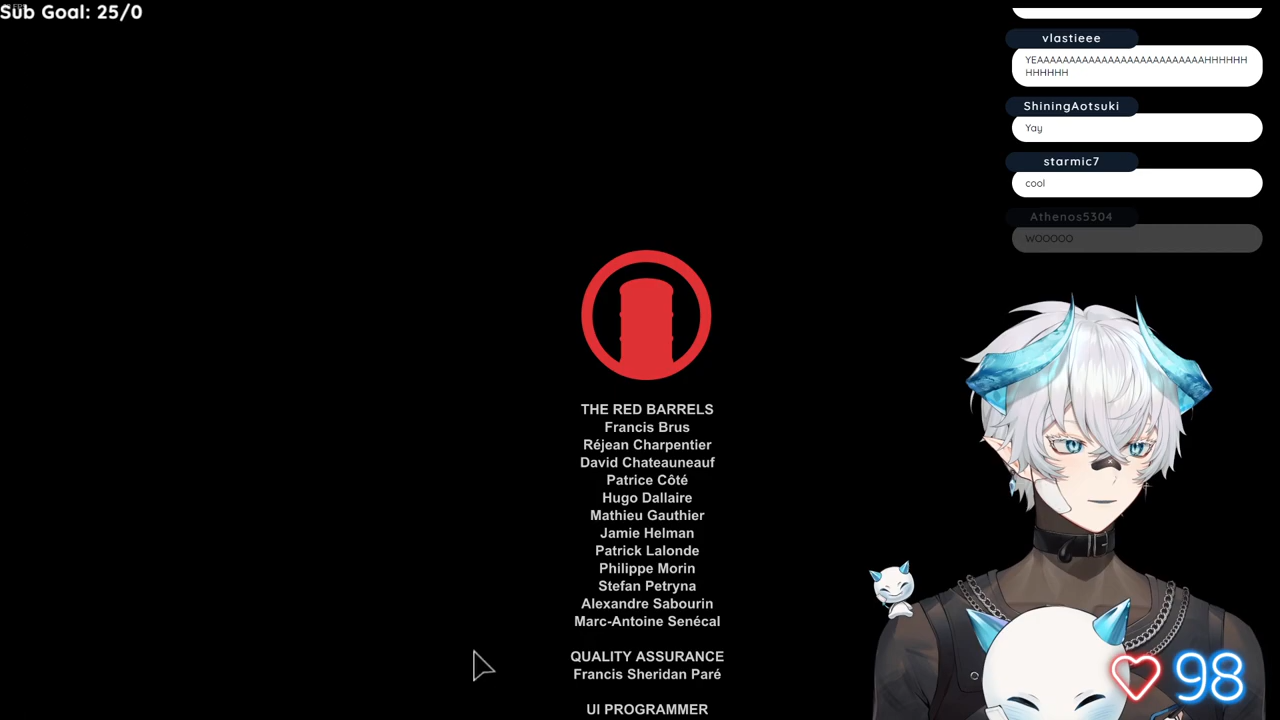 Sub Goal: 25/0
vlastieee
YEAAAAAAAAAAAAAAAAAAAAAAAAAAHHHHHH
HHHHHH
ShiningAotsuki
Yay
starmic7
cool
Athenos5304
WOOOOO
THE RED BARRELS
Francis Brus
Réjean Charpentier
David Chateauneuf
Patrice Côté
Hugo Dallaire
Mathieu Gauthier
Jamie Helman
Patrick Lalonde
Philippe Morin
Stefan Petryna
Alexandre Sabourin
Marc-Antoine Senécal
QUALITY ASSURANCE
Francis Sheridan Paré
UI PROGRAMMER
98